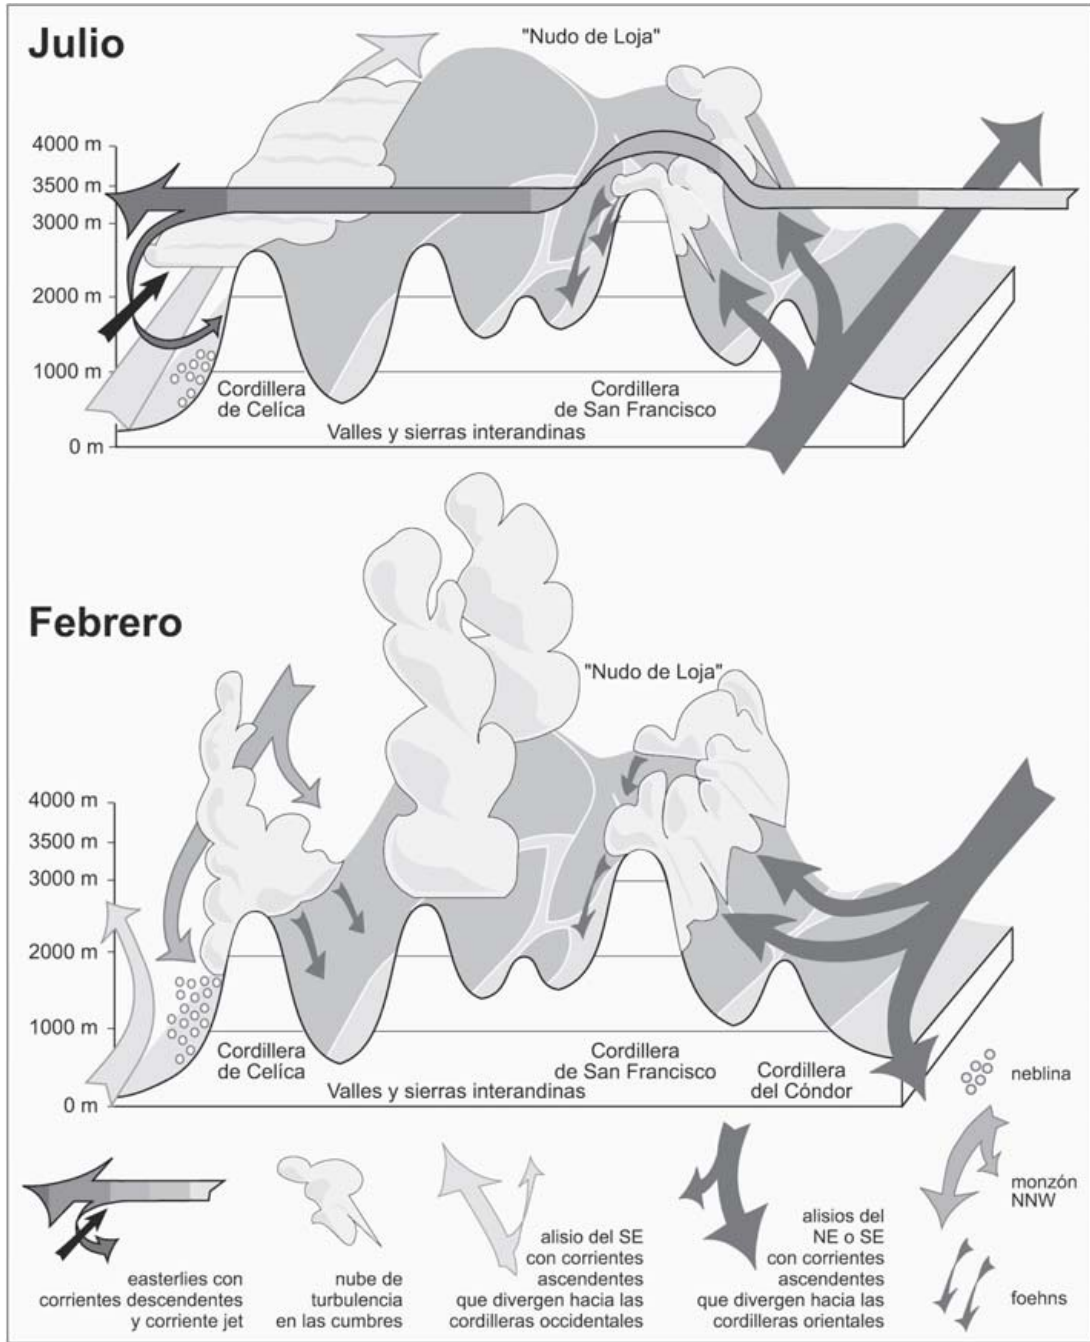 Julio
"Nudo de Loja"
4000 m
3500 m
3000 m
2000 m
1000 m
0 m
Cordillera
de Celíca
Cordillera
de San Francisco
Valles y sierras interandinas
Febrero
"Nudo de Loja"
4000 m
3500 m
3000 m
2000 m
1000 m
0 m
Cordillera
de Celíca
Cordillera
de San Francisco
Cordillera
del Cóndor
Valles y sierras interandinas
neblina
monzón
NNW
foehns
easterlies con
corrientes descendentes
y corriente jet
nube de
turbulencia
en las cumbres
alisio del SE
con corrientes
ascendentes
que divergen hacia las
cordilleras occidentales
alisios del
NE o SE
con corrientes
ascendentes
que divergen hacia las
cordilleras orientales